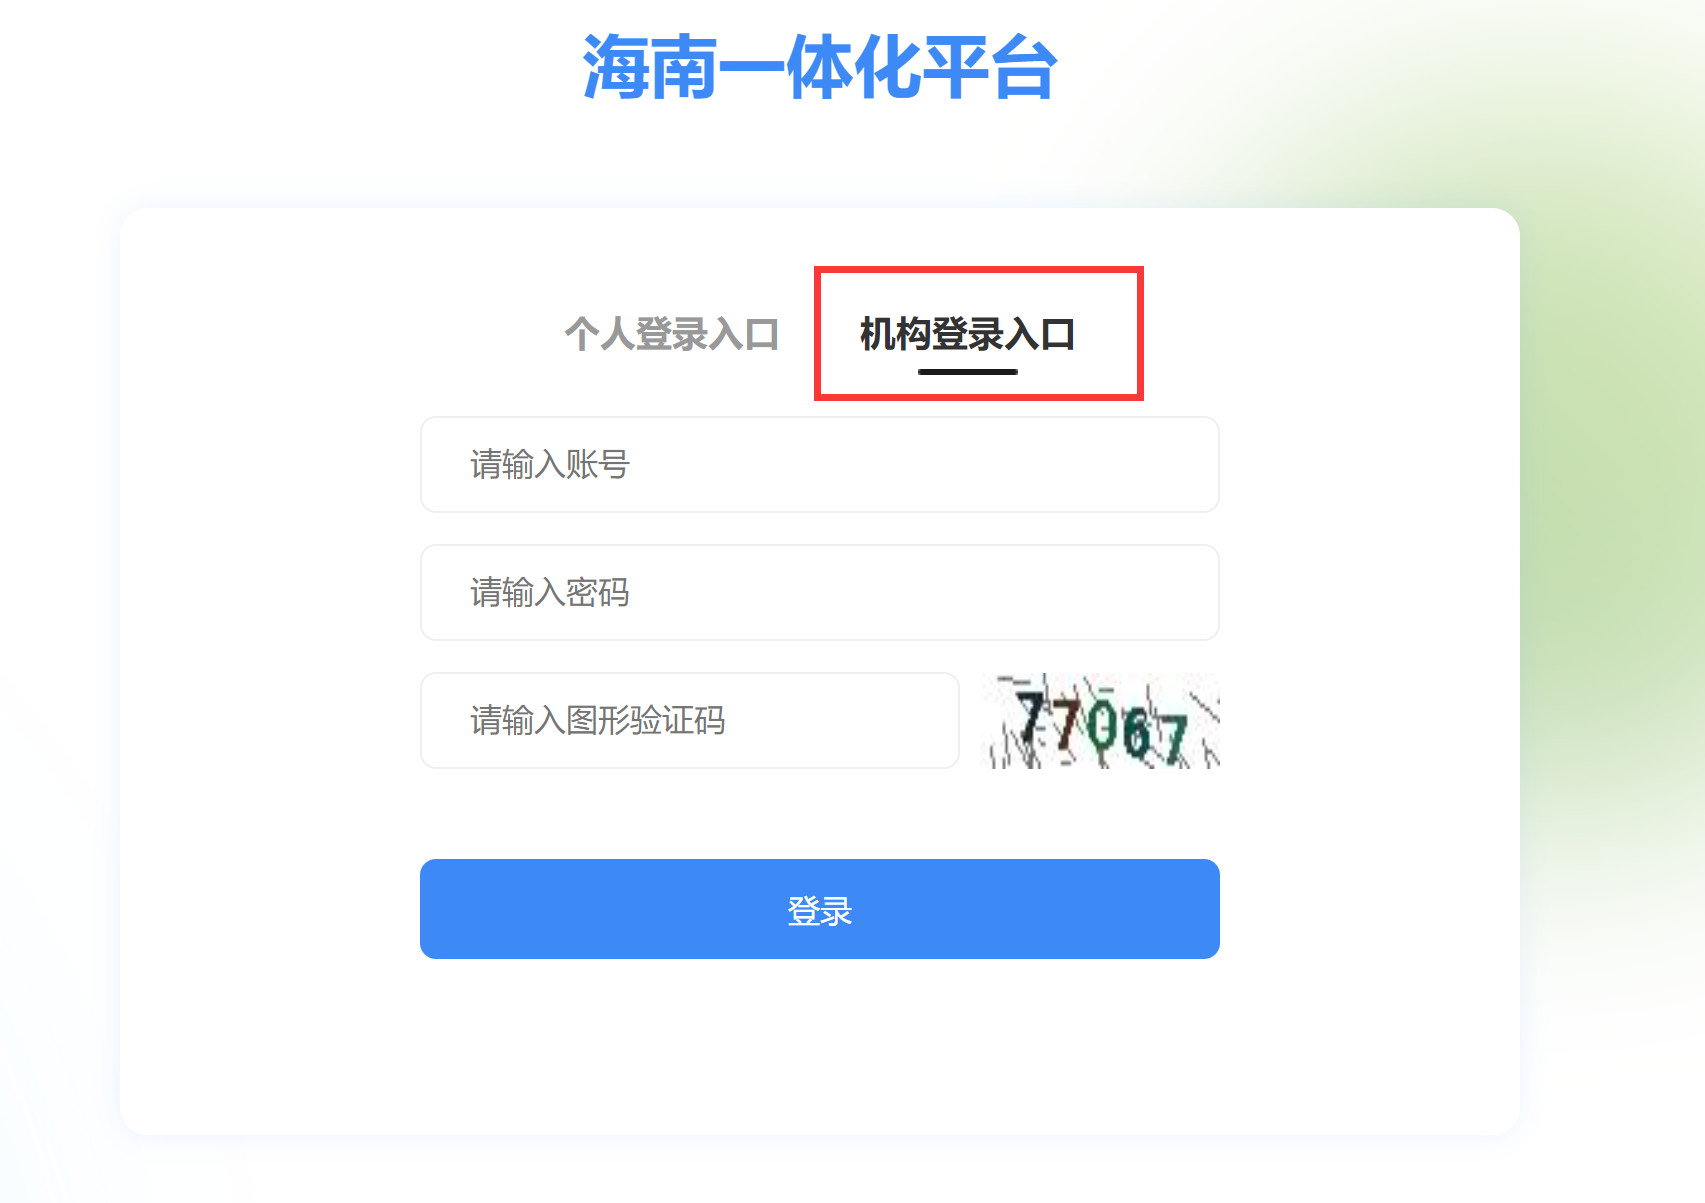 海南一体化平台
个人登录入口 机构登录入口
请输入账号
请输入密码
请输入图形验证码 77067
登录